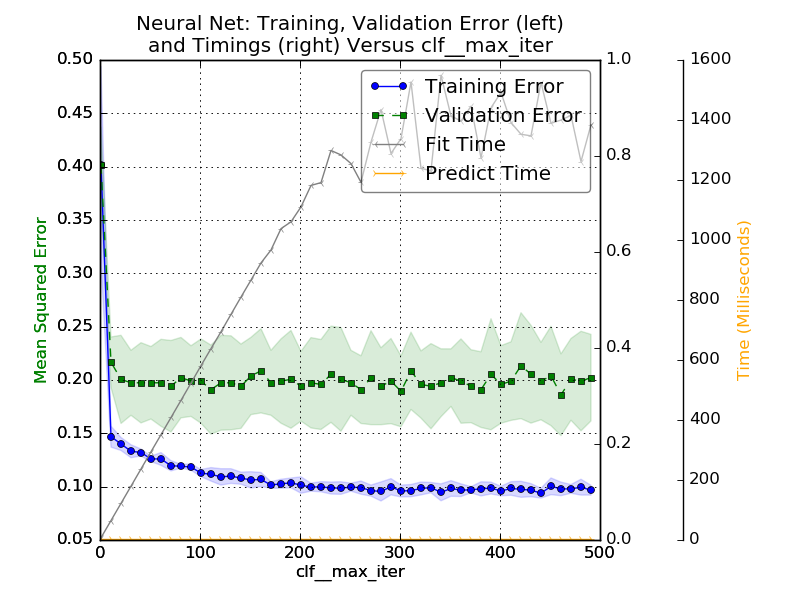 Neural Net: Training, Validation Error (left)
and Timings (right) Versus clf__max_iter
Training Error
Validation Error
Fit Time
Predict Time
Mean Squared Error
0.50
0.45
0.40
0.35
0.30
0.25
0.20
0.15
0.10
0.05
0 100 200 300 400 500
clf__max_iter
1.0
0.8
0.6
0.4
0.2
0.0
1600
1400
1200
1000
800
600
400
200
0
Time (Milliseconds)